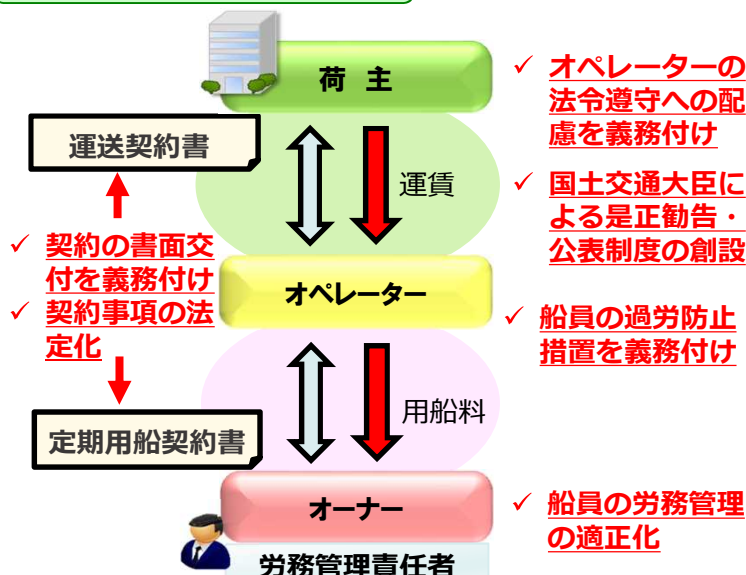 荷 主
✓ オペレーターの
法令遵守への配
慮を義務付け
運送契約書
運賃
✓ 国土交通大臣に
よる是正勧告・
公表制度の創設
✓ 契約の書面交
付を義務付け
✓ 契約事項の法
定化
オペレーター
✓ 船員の過労防止
措置を義務付け
用船料
定期用船契約書
オーナー
✓ 船員の労務管理
の適正化
労務管理責任者